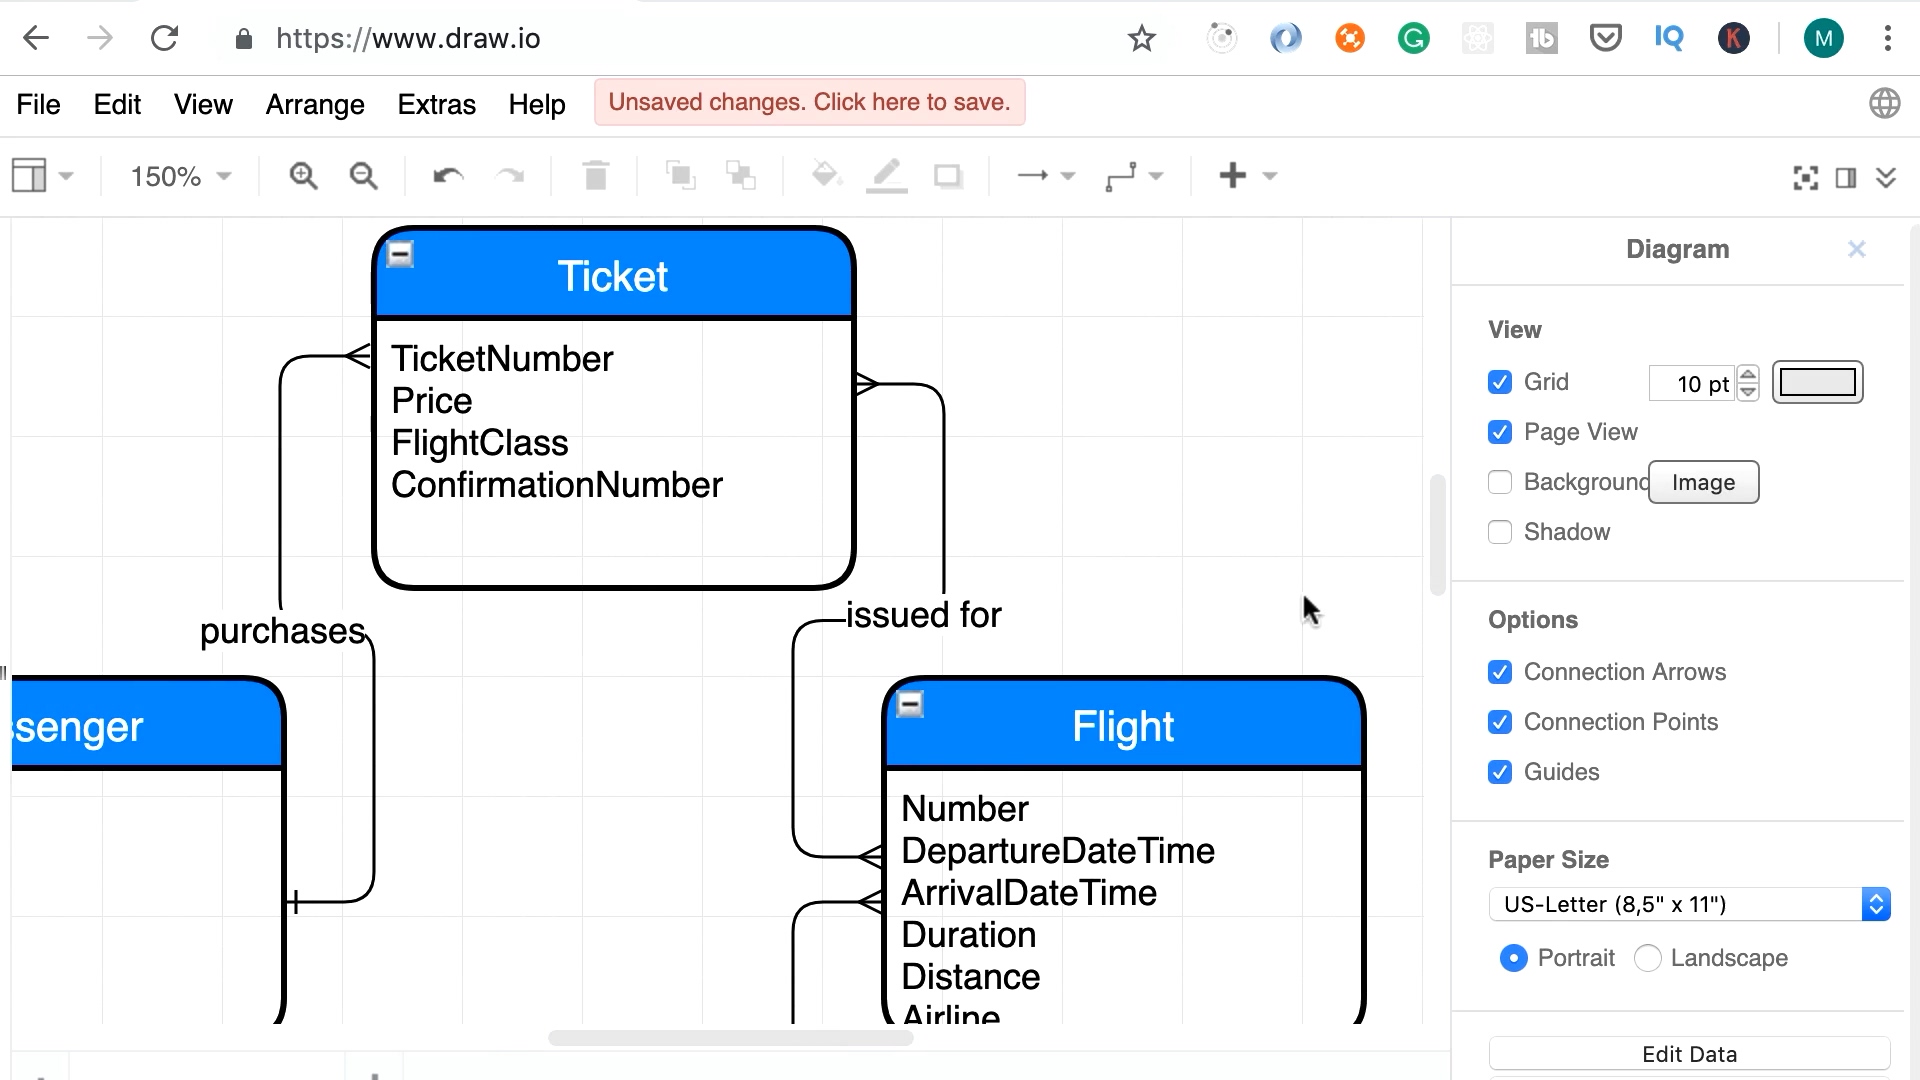 https://www.draw.io
IQ
K
M
File Edit View Arrange Extras Help Unsaved changes. Click here to save.
150%
Ticket
TicketNumber
Price
FlightClass
ConfirmationNumber
purchases
issued for
ssenger
Flight
Number
DepartureDateTime
ArrivalDateTime
Duration
Distance
Airline
Diagram
View
Grid 10 pt
Page View
Background Image
Shadow
Options
Connection Arrows
Connection Points
Guides
Paper Size
US-Letter (8,5" x 11")
Portrait Landscape
Edit Data